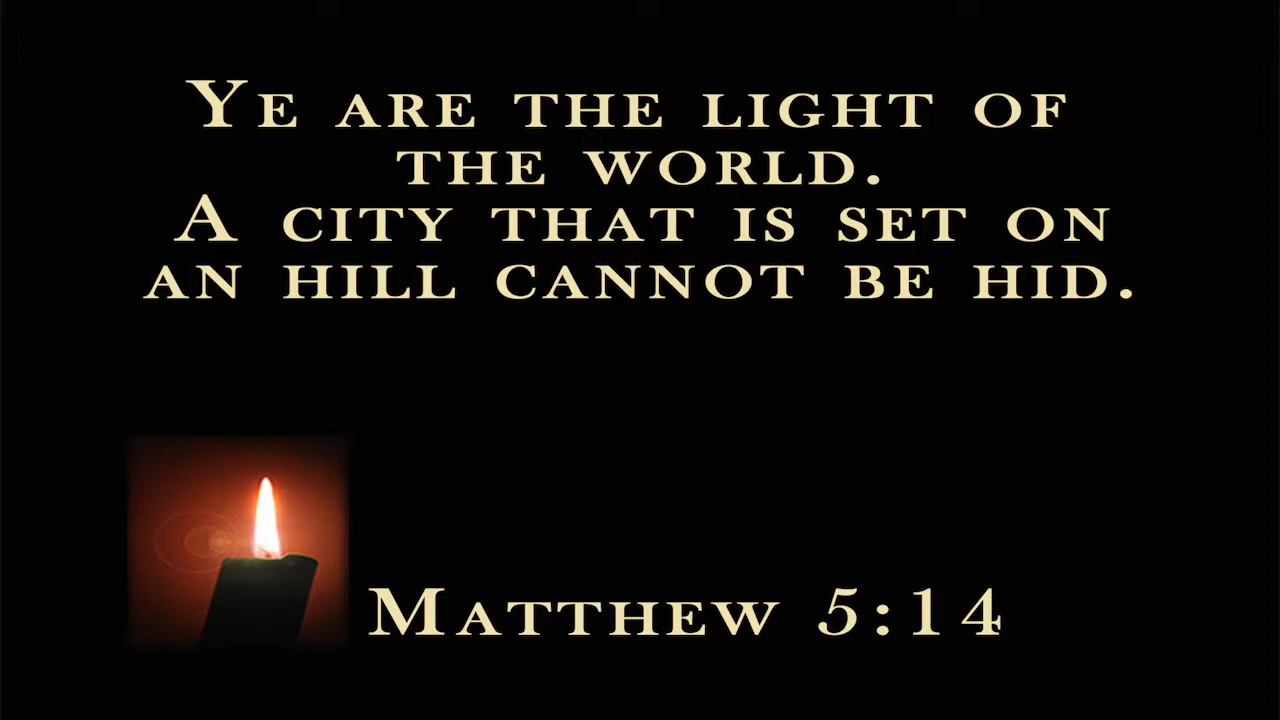 Ye are the light of
the world.
A city that is set on
an hill cannot be hid.
Matthew 5:14